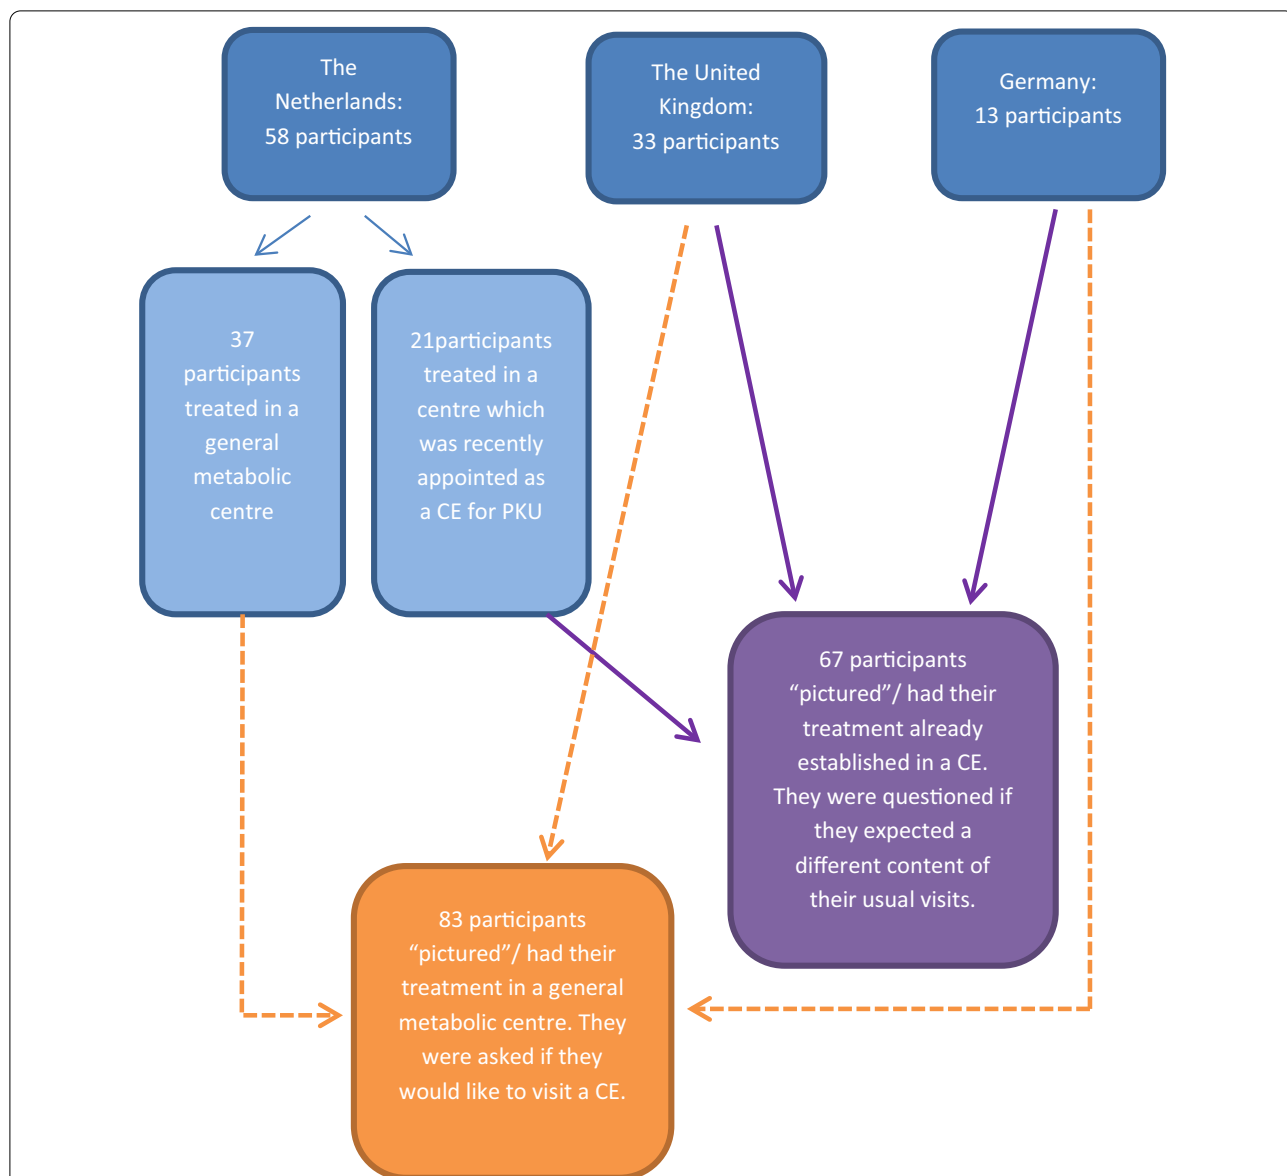 The
Netherlands:
58 participants
The United
Kingdom:
33 participants
Germany:
13 participants
37
participants
treated in a
general
metabolic
centre
21participants
treated in a
centre which
was recently
appointed as
a CE for PKU
67 participants
“pictured”/ had their
treatment already
established in a CE.
They were questioned if
they expected a
different content of
their usual visits.
83 participants
“pictured”/ had their
treatment in a general
metabolic centre. They
were asked if they
would like to visit a CE.